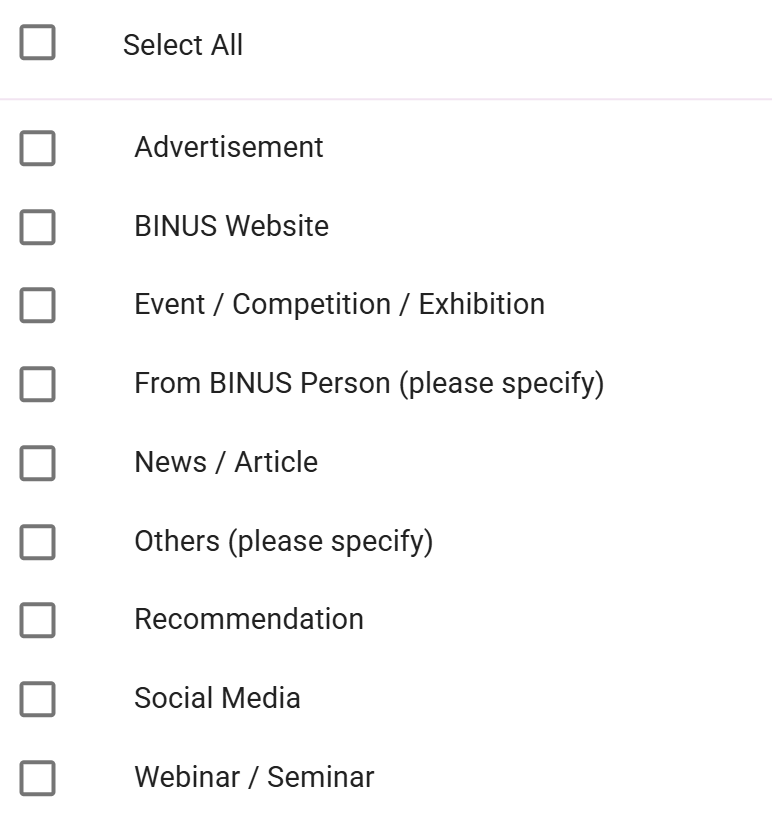 Select All
Advertisement
BINUS Website
Event / Competition / Exhibition
From BINUS Person (please specify)
News / Article
Others (please specify)
Recommendation
Social Media
Webinar / Seminar